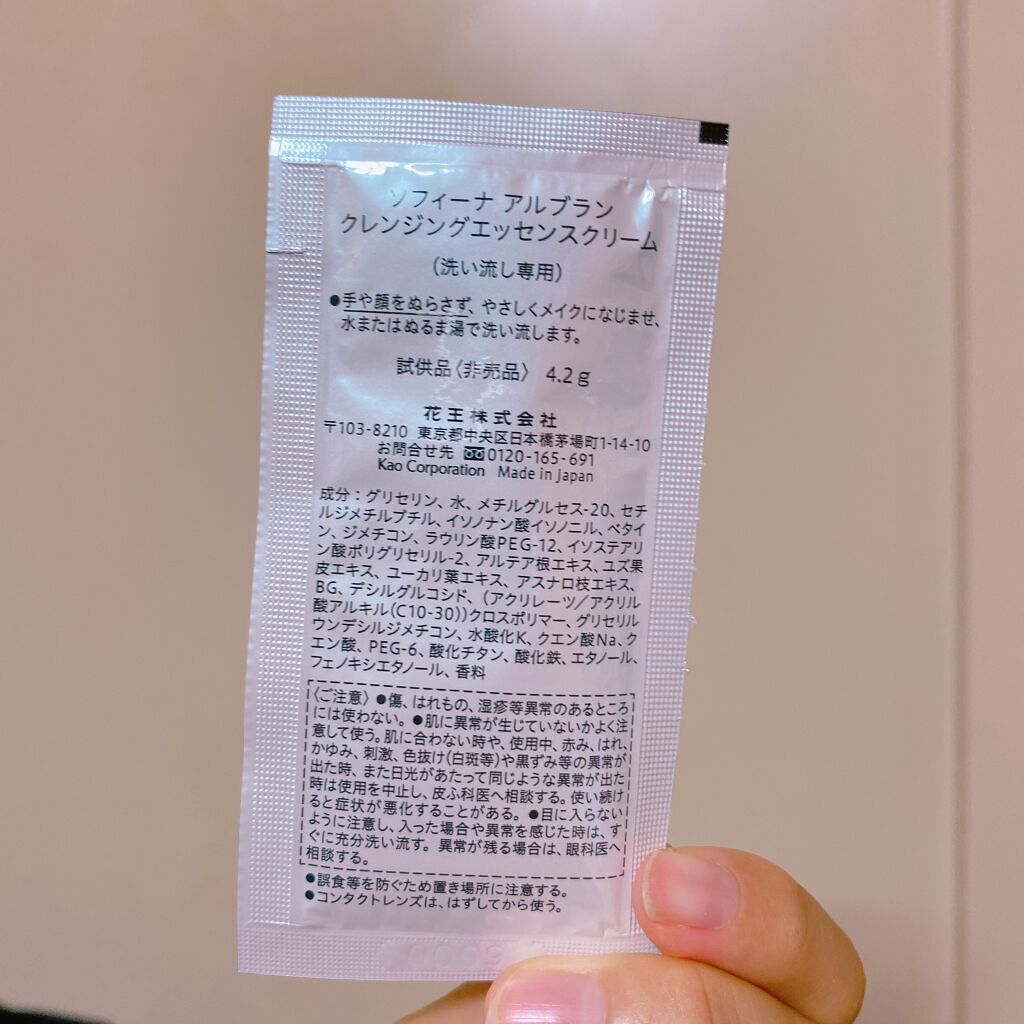 ソフィーナ アルブラン
クレンジングエッセンスクリーム
(洗い流し専用)
●手や顔をぬらさず、やさしくメイクになじませ、
水またはぬるま湯で洗い流します。
試供品〈非売品〉 4.2g
花王株式会社
〒103-8210 東京都中央区日本橋茅場町1-14-10
お問合せ先 0120-165-691
Kao Corporation Made in Japan
成分：グリセリン、水、メチルグルセス-20、セチ
ルジメチルブチル、イソノナン酸イソノニル、ベタイ
ン、ジメチコン、ラウリン酸PEG-12、イソステアリ
ン酸ポリグリセリル-2、アルテア根エキス、ユズ果
皮エキス、ユーカリ葉エキス、アスナロ枝エキス、
BG、デシルグルコシド、(アクリレーツ／アクリル
酸アルキル(C10-30))クロスポリマー、グリセリル
ウンデシルジメチコン、水酸化K、クエン酸Na、ク
エン酸、PEG-6、酸化チタン、酸化鉄、エタノール、
フェノキシエタノール、香料
〈ご注意〉●傷、はれもの、湿疹等異常のあるところ
には使わない。●肌に異常が生じていないかよく注
意して使う。肌に合わない時や、使用中、赤み、はれ、
かゆみ、刺激、色抜け(白斑等)や黒ずみ等の異常が
出た時、また日光があたって同じような異常が出た
時は使用を中止し、皮ふ科医へ相談する。使い続け
ると症状が悪化することがある。●目に入らない
ように注意し、入った場合や異常を感じた時は、す
ぐに充分洗い流す。異常が残る場合は、眼科医へ
相談する。
●誤食等を防ぐため置き場所に注意する。
●コンタクトレンズは、はずしてから使う。